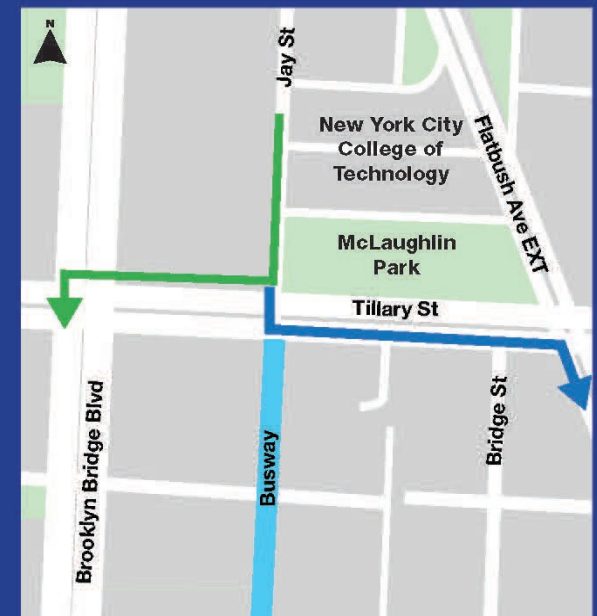 N
Jay St
New York City
College of
Technology
Flatbush Ave EXT
McLaughlin
Park
Tillary St
Brooklyn Bridge Blvd
Busway
Bridge St